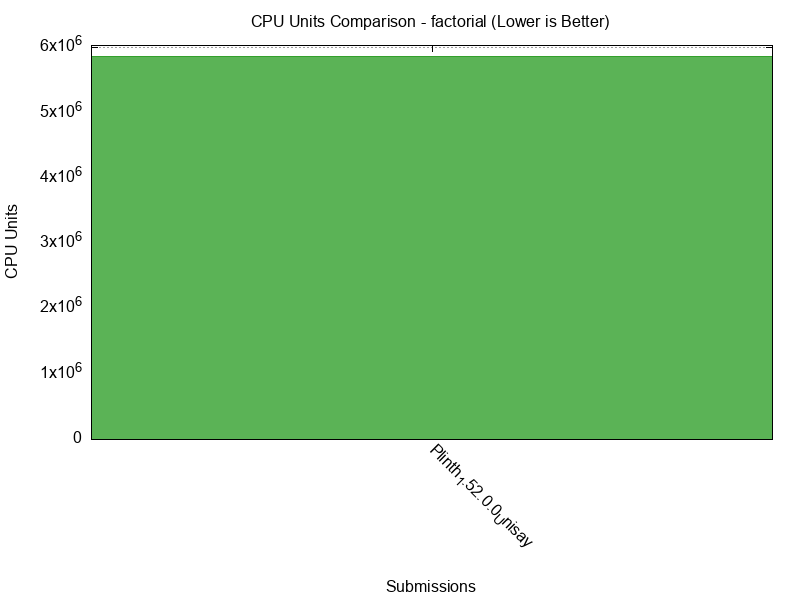 CPU Units Comparison - factorial (Lower is Better)
6x10^6
5x10^6
4x10^6
3x10^6
2x10^6
1x10^6
0
CPU Units
Plinth_1.52.0.0_Unisay
Submissions